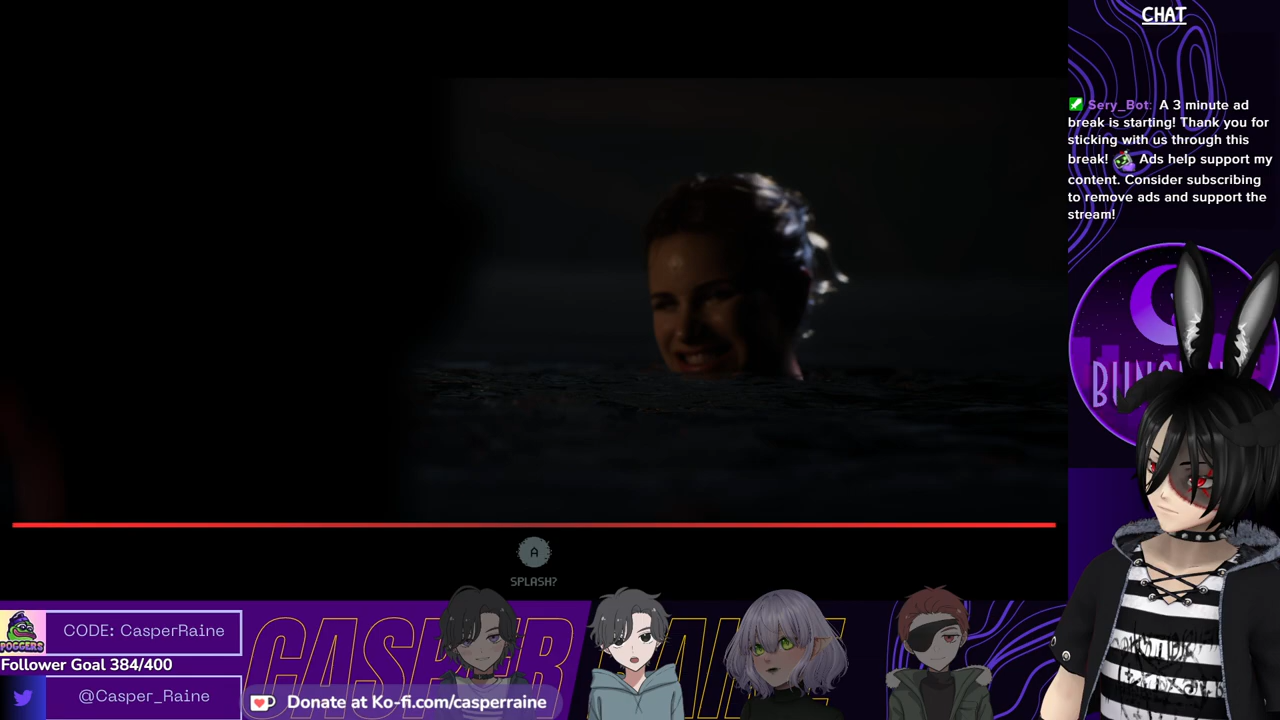 CHAT
Sery_Bot: A 3 minute ad
break is starting! Thank you for
sticking with us through this
break! Ads help support my
content. Consider subscribing
to remove ads and support the
stream!
A
SPLASH?
POGGERS
CODE: CasperRaine
Follower Goal 384/400
@Casper_Raine
CASPER
Donate at Ko-fi.com/casperraine